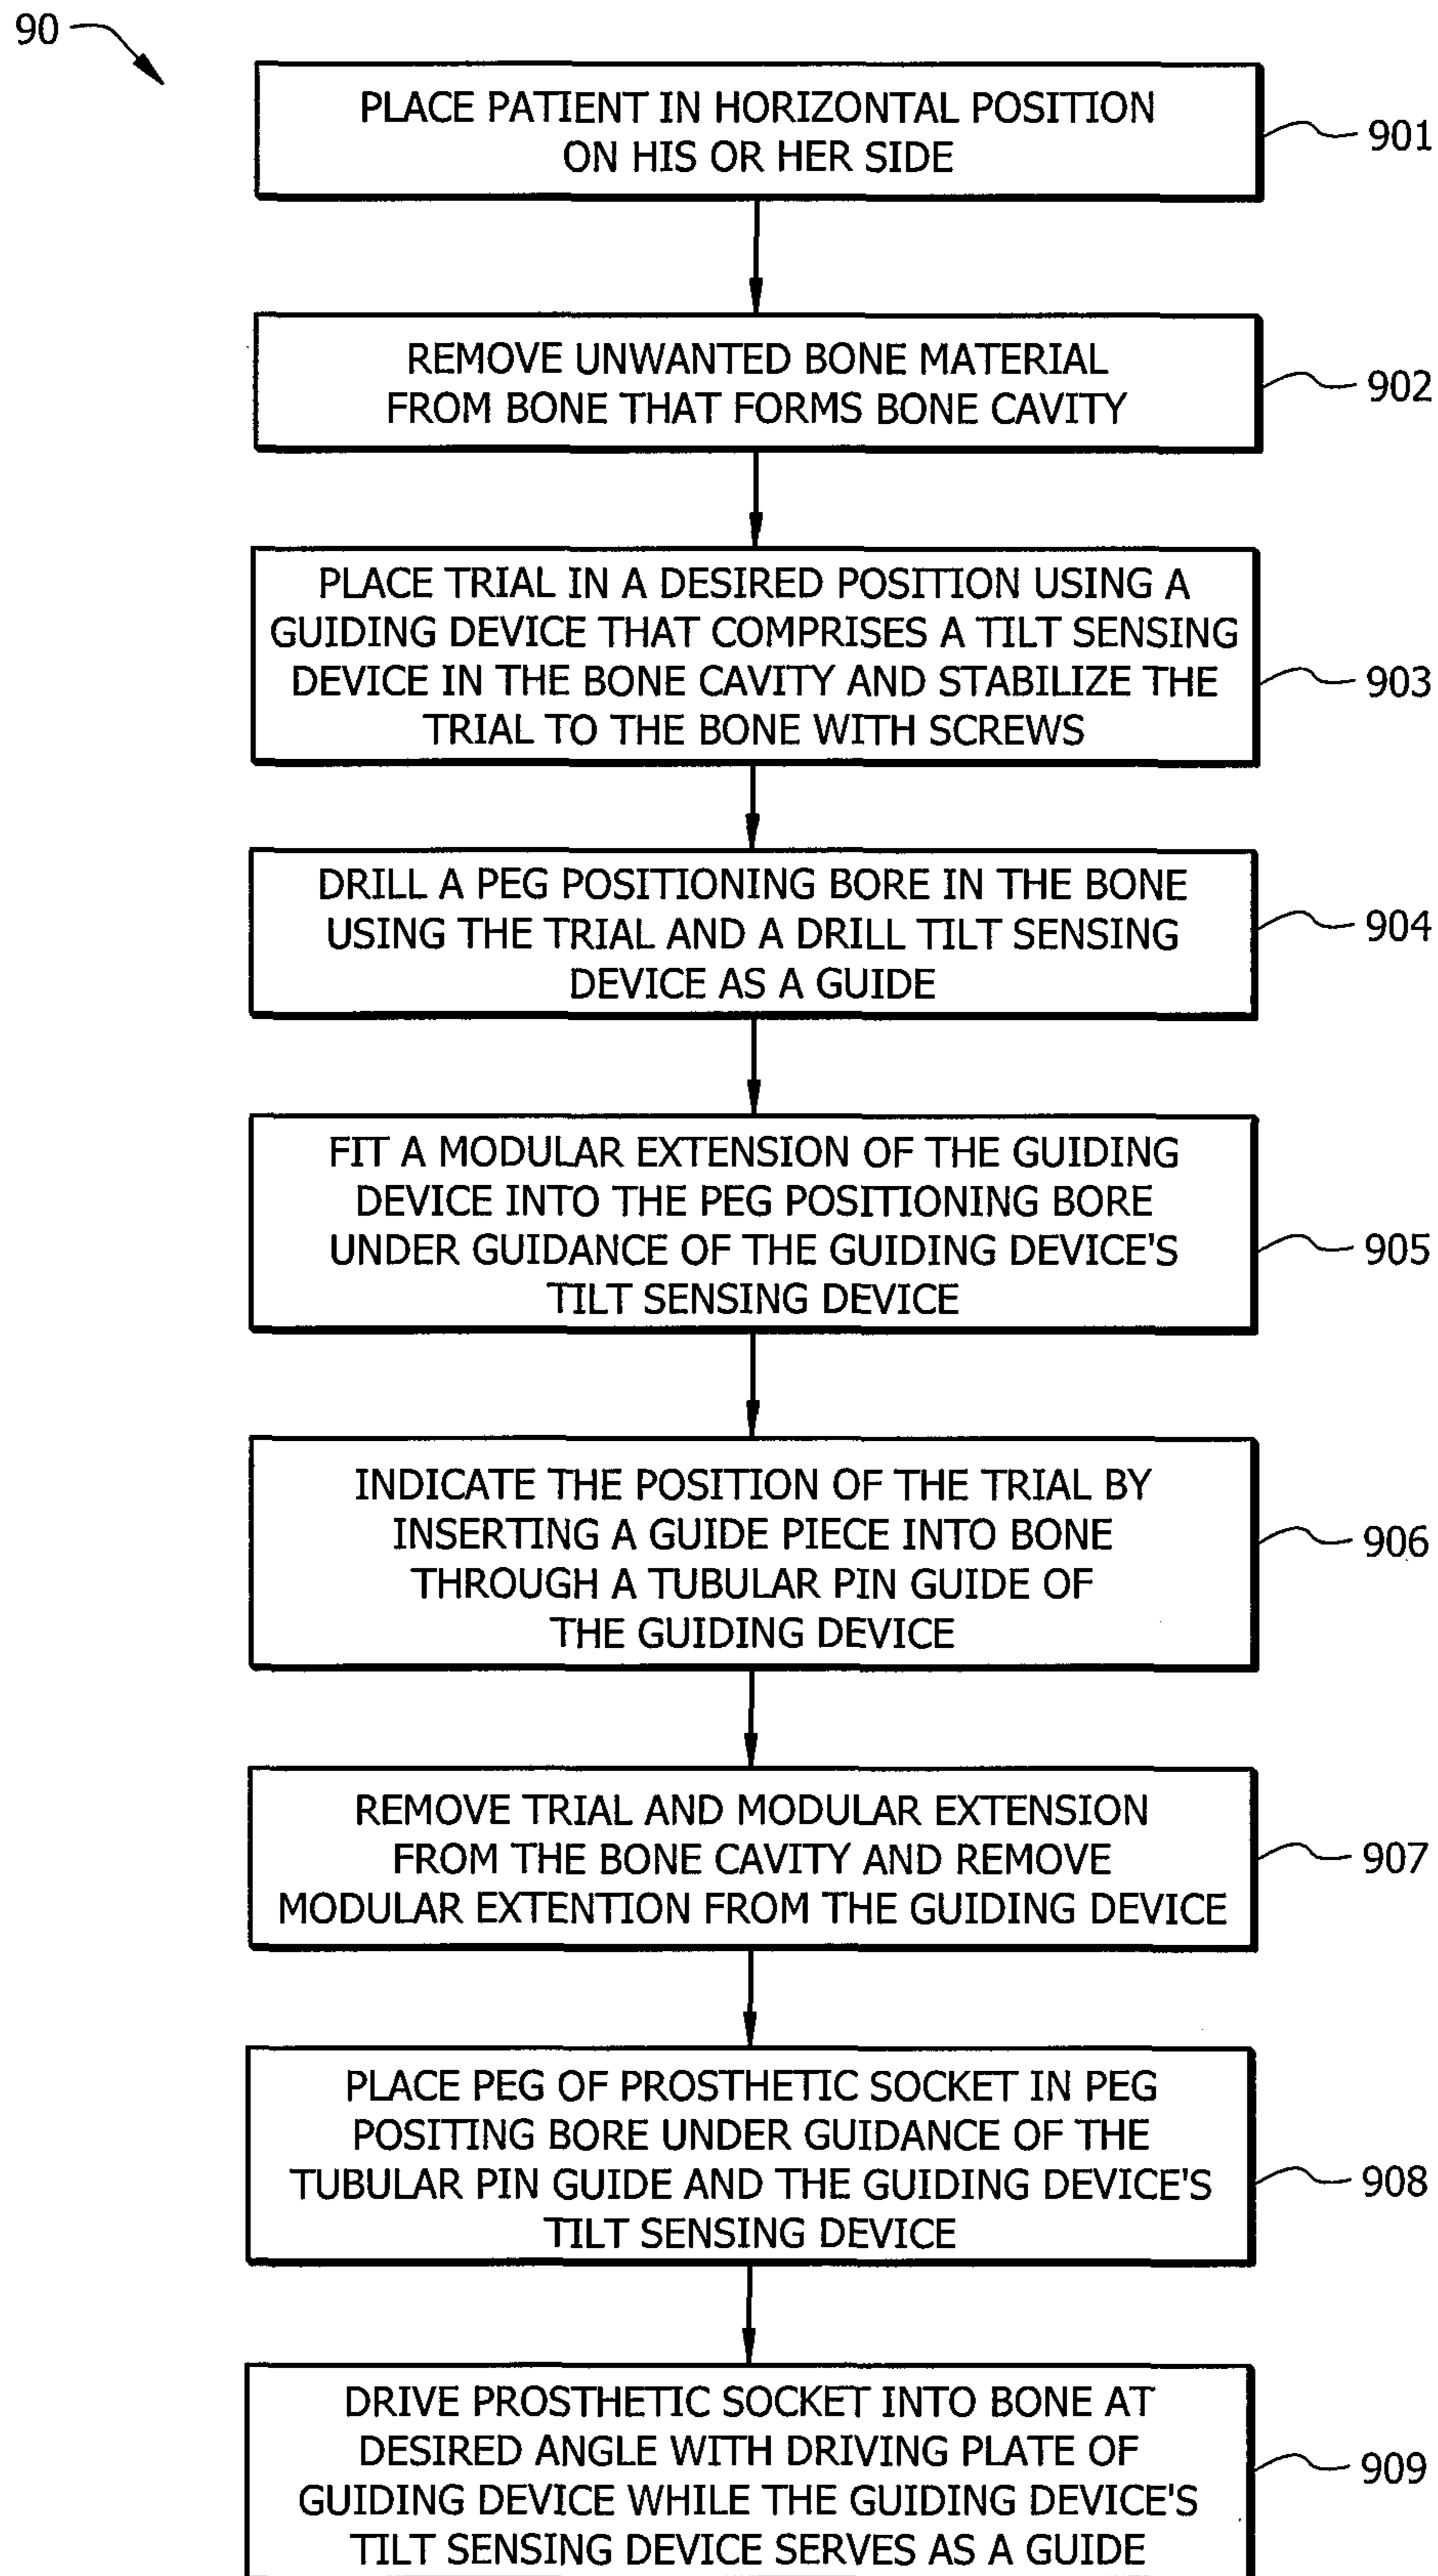 90
PLACE PATIENT IN HORIZONTAL POSITION
ON HIS OR HER SIDE
901
REMOVE UNWANTED BONE MATERIAL
FROM BONE THAT FORMS BONE CAVITY
902
PLACE TRIAL IN A DESIRED POSITION USING A
GUIDING DEVICE THAT COMPRISES A TILT SENSING
DEVICE IN THE BONE CAVITY AND STABILIZE THE
TRIAL TO THE BONE WITH SCREWS
903
DRILL A PEG POSITIONING BORE IN THE BONE
USING THE TRIAL AND A DRILL TILT SENSING
DEVICE AS A GUIDE
904
FIT A MODULAR EXTENSION OF THE GUIDING
DEVICE INTO THE PEG POSITIONING BORE
UNDER GUIDANCE OF THE GUIDING DEVICE'S
TILT SENSING DEVICE
905
INDICATE THE POSITION OF THE TRIAL BY
INSERTING A GUIDE PIECE INTO BONE
THROUGH A TUBULAR PIN GUIDE OF
THE GUIDING DEVICE
906
REMOVE TRIAL AND MODULAR EXTENSION
FROM THE BONE CAVITY AND REMOVE
MODULAR EXTENTION FROM THE GUIDING DEVICE
907
PLACE PEG OF PROSTHETIC SOCKET IN PEG
POSITING BORE UNDER GUIDANCE OF THE
TUBULAR PIN GUIDE AND THE GUIDING DEVICE'S
TILT SENSING DEVICE
908
DRIVE PROSTHETIC SOCKET INTO BONE AT
DESIRED ANGLE WITH DRIVING PLATE OF
GUIDING DEVICE WHILE THE GUIDING DEVICE'S
TILT SENSING DEVICE SERVES AS A GUIDE
909